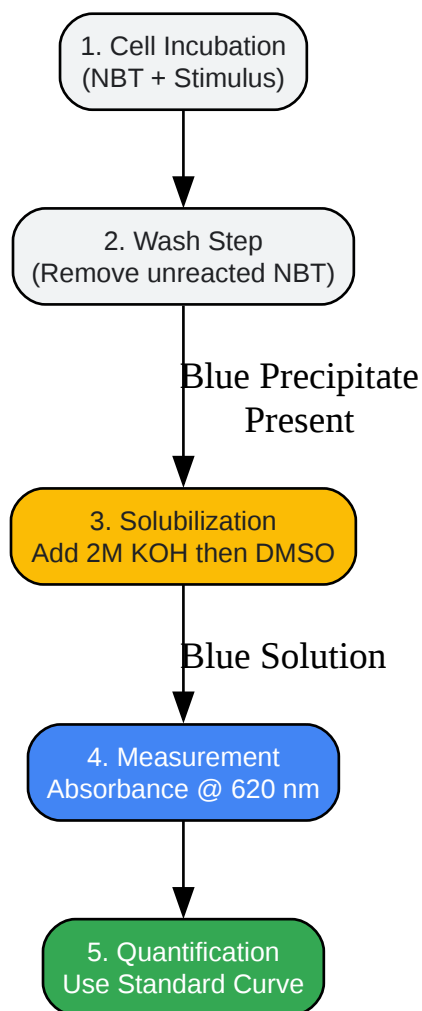 1. Cell Incubation
(NBT + Stimulus)
2. Wash Step
(Remove unreacted NBT)
Blue Precipitate
Present
3. Solubilization
Add 2M KOH then DMSO
Blue Solution
4. Measurement
Absorbance @ 620 nm
5. Quantification
Use Standard Curve